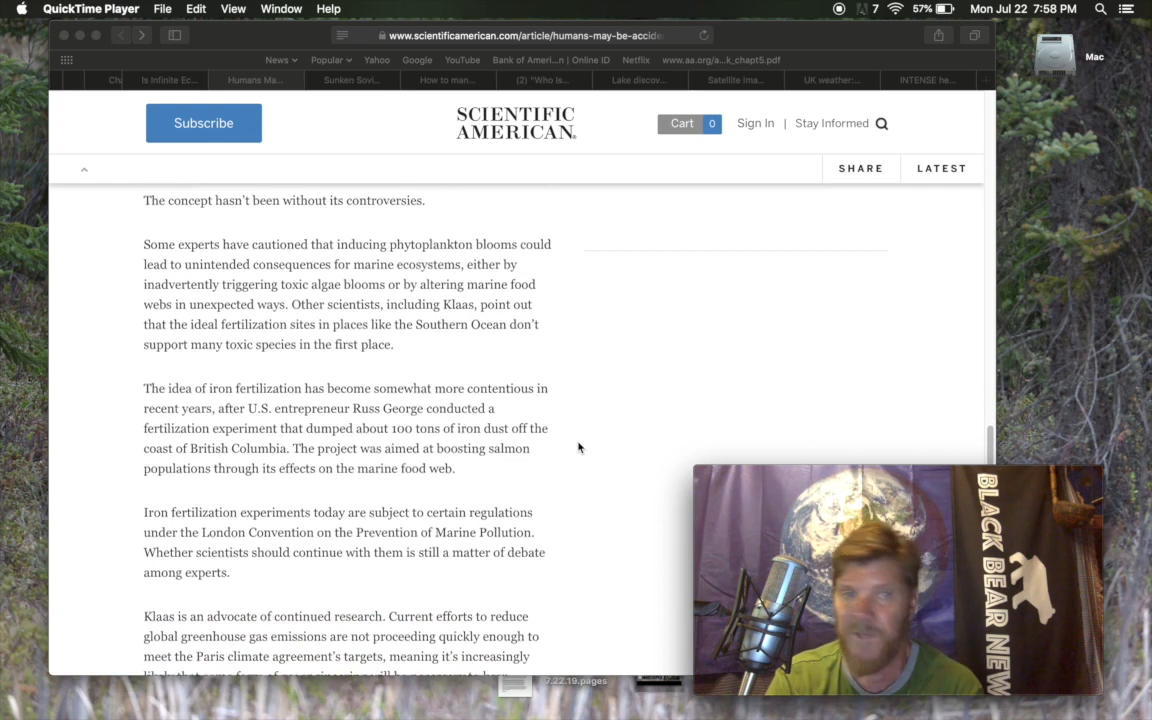 QuickTime Player File Edit View Window Help 7 57% Mon Jul 22 7:58 PM
www.scientificamerican.com/article/humans-may-be-accide
Mac
News Popular Yahoo Google YouTube Bank of Ameri...n | Online ID Netflix www.aa.org/a...k_chapt5.pdf
Is Infinite Ec... Humans Ma... Sunken Sovi... How to man... (2) "Who Is... Lake discov... Satellite Ima... UK weather:... INTENSE he...
Subscribe
SCIENTIFIC
AMERICAN®
Cart 0 Sign In | Stay Informed
SHARE LATEST
The concept hasn't been without its controversies.
Some experts have cautioned that inducing phytoplankton blooms could
lead to unintended consequences for marine ecosystems, either by
inadvertently triggering toxic algae blooms or by altering marine food
webs in unexpected ways. Other scientists, including Klaas, point out
that the ideal fertilization sites in places like the Southern Ocean don't
support many toxic species in the first place.
The idea of iron fertilization has become somewhat more contentious in
recent years, after U.S. entrepreneur Russ George conducted a
fertilization experiment that dumped about 100 tons of iron dust off the
coast of British Columbia. The project was aimed at boosting salmon
populations through its effects on the marine food web.
Iron fertilization experiments today are subject to certain regulations
under the London Convention on the Prevention of Marine Pollution.
Whether scientists should continue with them is still a matter of debate
among experts.
Klaas is an advocate of continued research. Current efforts to reduce
global greenhouse gas emissions are not proceeding quickly enough to
meet the Paris climate agreement's targets, meaning it's increasingly
7.22.19.pages
BLACK BEAR NEW